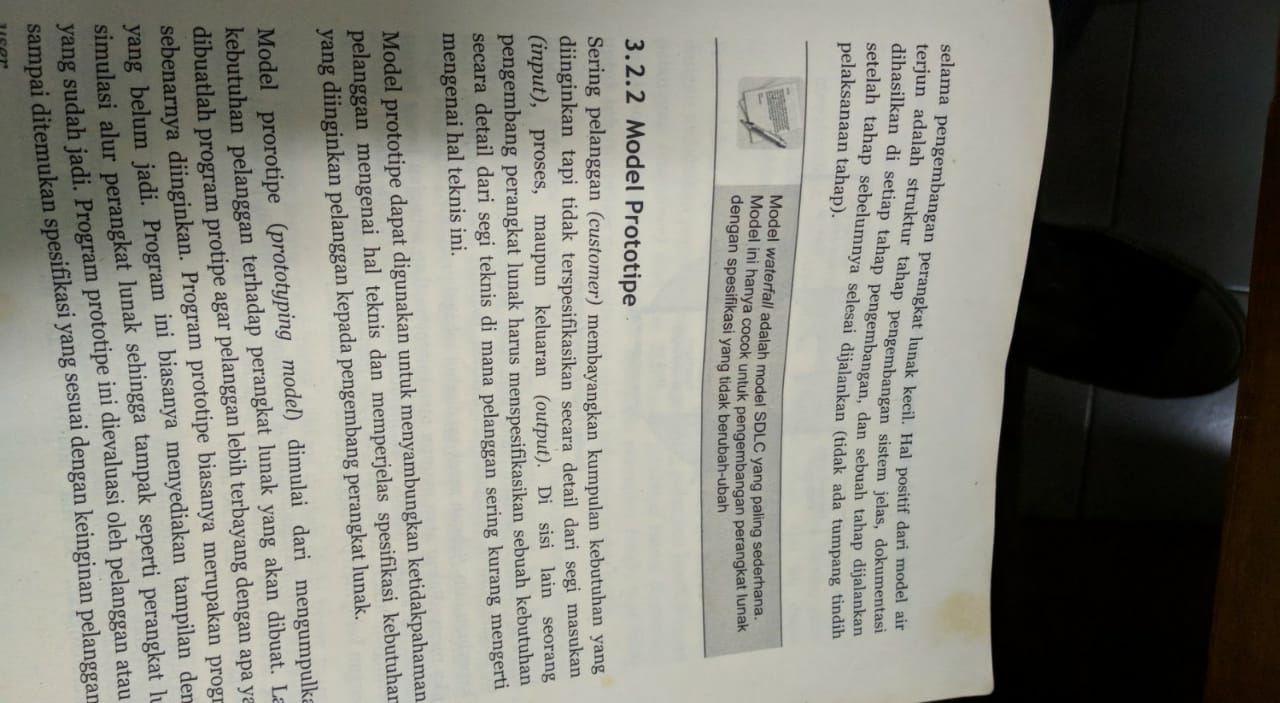 selama pengembangan perangkat lunak kecil. Hal positif dari model air
terjun adalah struktur tahap pengembangan sistem jelas, dokumentasi
dihasilkan di setiap tahap pengembangan, dan sebuah tahap dijalankan
setelah tahap sebelumnya selesai dijalankan (tidak ada tumpang tindih
pelaksanaan tahap).
Model waterfall adalah model SDLC yang paling sederhana.
Model ini hanya cocok untuk pengembangan perangkat lunak
dengan spesifikasi yang tidak berubah-ubah
3.2.2 Model Prototipe
Sering pelanggan (customer) membayangkan kumpulan kebutuhan yang
diinginkan tapi tidak terspesifikasikan secara detail dari segi masukan
(input), proses, maupun keluaran (output). Di sisi lain seorang
pengembang perangkat lunak harus menspesifikasikan sebuah kebutuhan
secara detail dari segi teknis di mana pelanggan sering kurang mengerti
mengenai hal teknis ini.
Model prototipe dapat digunakan untuk menyambungkan ketidakpahaman
pelanggan mengenai hal teknis dan memperjelas spesifikasi kebutuhan
yang diinginkan pelanggan kepada pengembang perangkat lunak.
Model prorotipe (prototyping model) dimulai dari mengumpulka
kebutuhan pelanggan terhadap perangkat lunak yang akan dibuat. La
dibuatlah program protipe agar pelanggan lebih terbayang dengan apa ya
sebenarnya diinginkan. Program prototipe biasanya merupakan progr
yang belum jadi. Program ini biasanya menyediakan tampilan den
simulasi alur perangkat lunak sehingga tampak seperti perangkat lu
yang sudah jadi. Program prototipe ini dievaluasi oleh pelanggan atau
sampai ditemukan spesifikasi yang sesuai dengan keinginan pelanggan
user